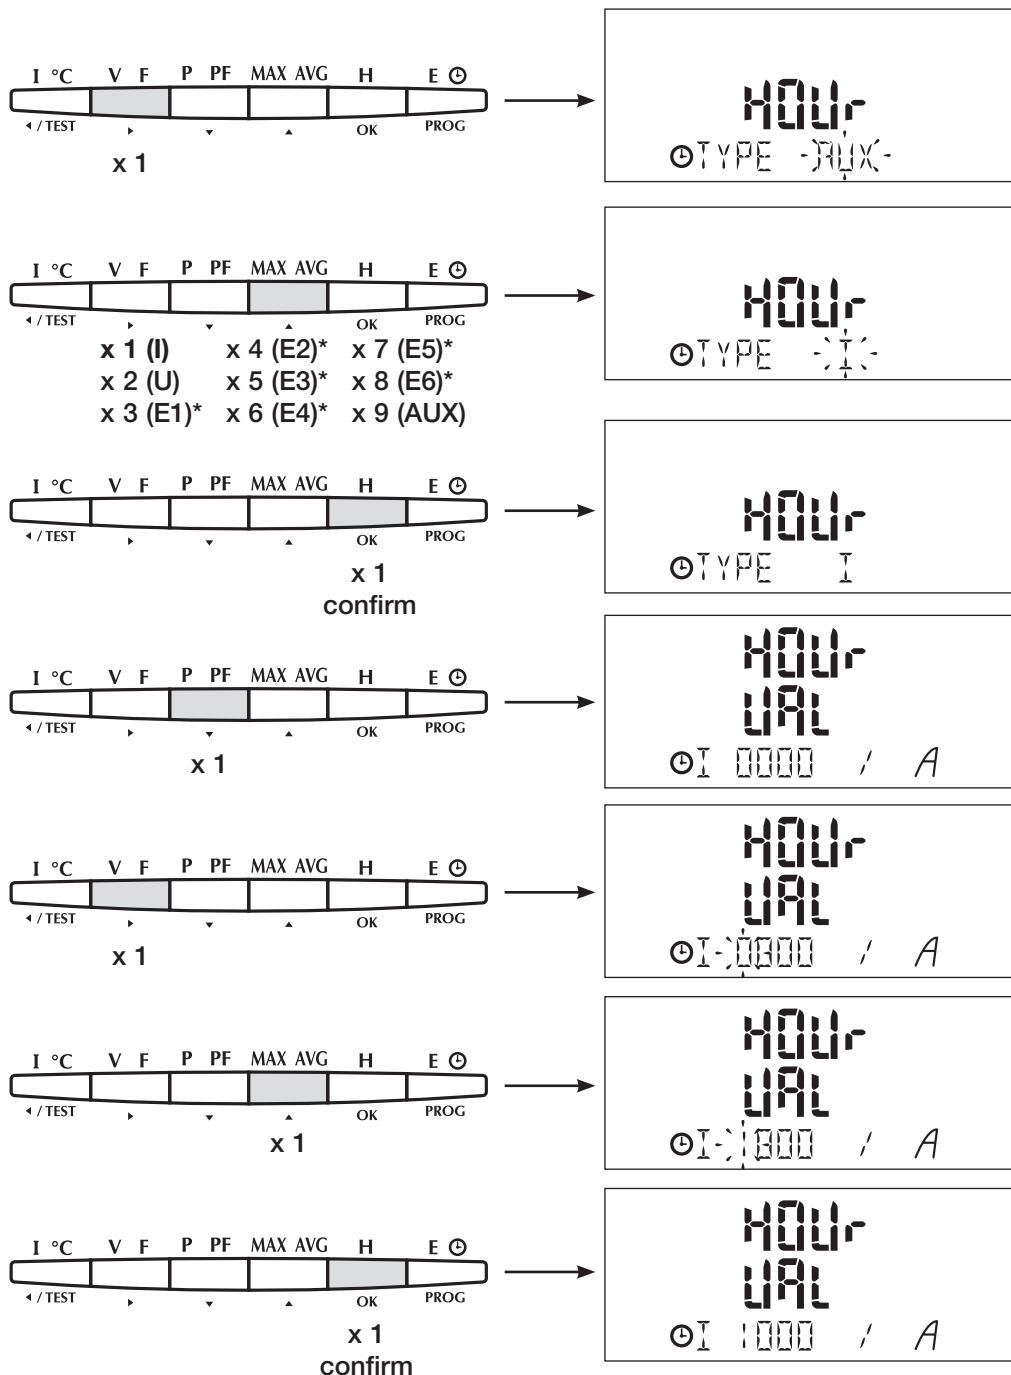 I °C V F P PF MAX AVG H E
/ TEST OK PROG
x 1
HOUr
TYPE AUX
I °C V F P PF MAX AVG H E
/ TEST OK PROG
x 1 (I) x 4 (E2)* x 7 (E5)*
x 2 (U) x 5 (E3)* x 8 (E6)*
x 3 (E1)* x 6 (E4)* x 9 (AUX)
HOUr
TYPE I
I °C V F P PF MAX AVG H E
/ TEST OK PROG
x 1
confirm
HOUr
TYPE I
I °C V F P PF MAX AVG H E
/ TEST OK PROG
x 1
HOUr
VAL
I 0000 / A
I °C V F P PF MAX AVG H E
/ TEST OK PROG
x 1
HOUr
VAL
I 0000 / A
I °C V F P PF MAX AVG H E
/ TEST OK PROG
x 1
HOUr
VAL
I 1000 / A
I °C V F P PF MAX AVG H E
/ TEST OK PROG
x 1
confirm
HOUr
VAL
I 1000 / A